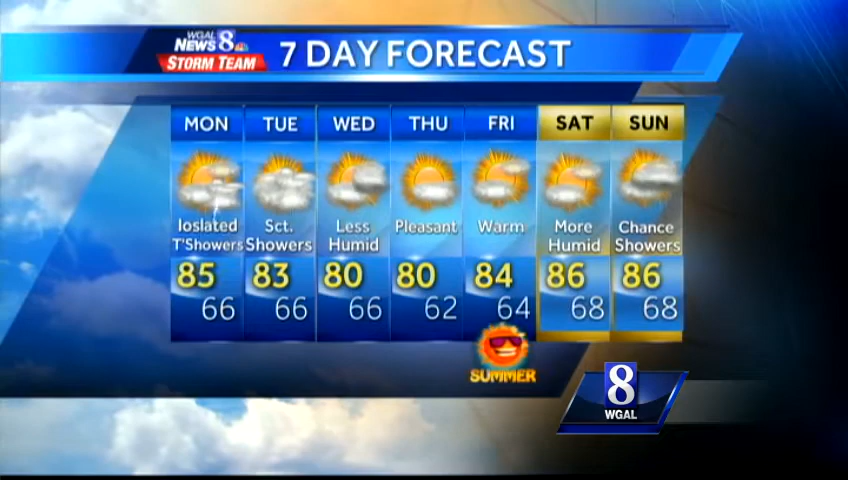 WGAL
NEWS 8
STORM TEAM
7 DAY FORECAST
MON TUE WED THU FRI SAT SUN
Ioslated Sct. Less Pleasant Warm More Chance
T'Showers Showers Humid Humid Showers
85 83 80 80 84 86 86
66 66 66 62 64 68 68
SUMMER
8
WGAL